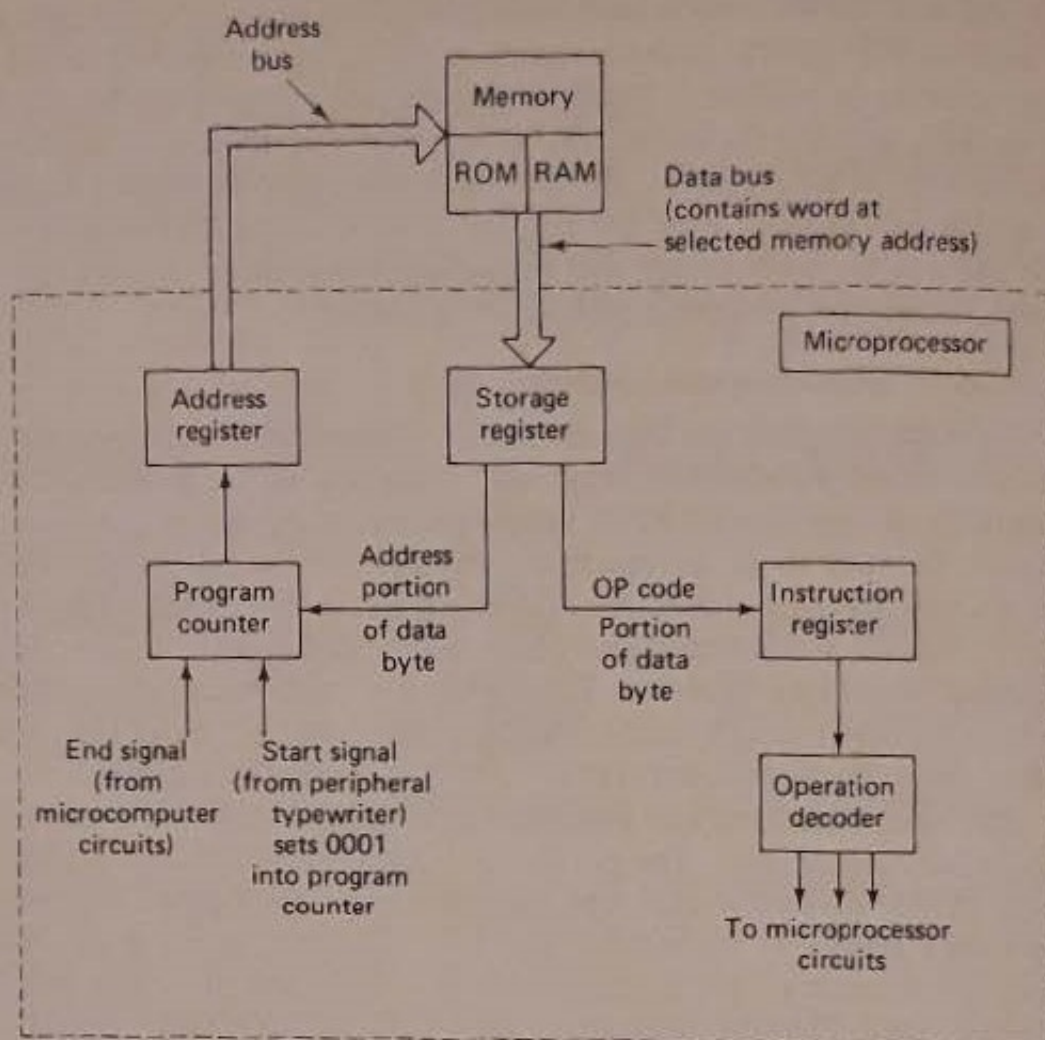 Address
bus
Memory
ROM
RAM
Data bus
(contains word at
selected memory address)
Microprocessor
Address
register
Storage
register
Program
counter
Address
portion
of data
byte
OP code
Portion
of data
byte
Instruction
register
End signal
(from
microcomputer
circuits)
Start signal
(from peripheral
typewriter)
sets 0001
into program
counter
Operation
decoder
To microprocessor
circuits